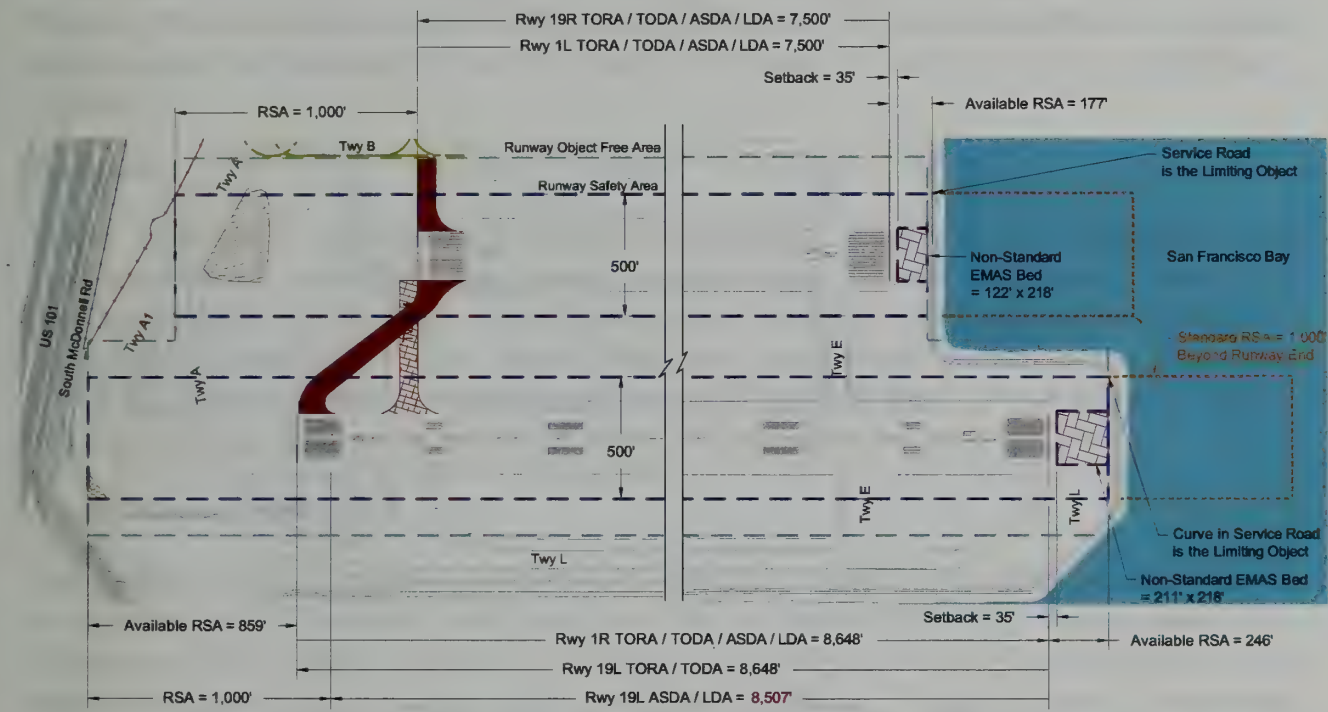 Rwy 19R TORA / TODA / ASDA / LDA = 7,500'
Rwy 1L TORA / TODA / ASDA / LDA = 7,500'
Setback = 35'
RSA = 1,000'
Available RSA = 177'
Twy B
Runway Object Free Area
Service Road
is the Limiting Object
Twy A
Runway Safety Area
500'
Non-Standard
EMAS Bed
= 122' x 218'
San Francisco Bay
US 101
South McDonnell Rd
Twy A1
Twy A
Twy E
Standard RSA = 1,000'
Beyond Runway End
500'
Twy E
Twy L
Curve in Service Road
is the Limiting Object
Twy L
Non-Standard EMAS Bed
= 211' x 218'
Setback = 35'
Available RSA = 859'
Rwy 1R TORA / TODA / ASDA / LDA = 8,648'
Available RSA = 246'
Rwy 19L TORA / TODA = 8,648'
RSA = 1,000'
Rwy 19L ASDA / LDA = 8,507'